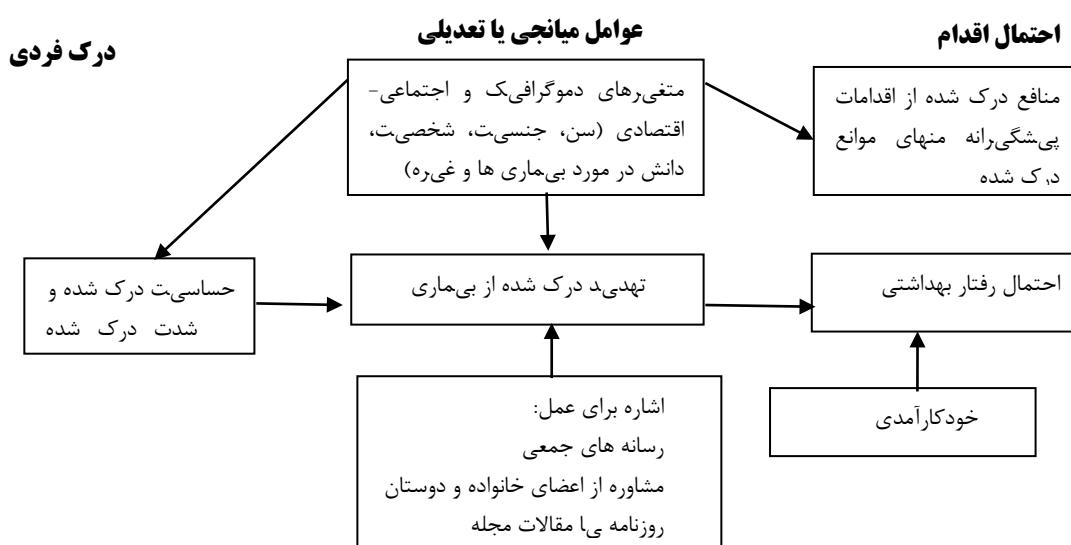 احتمال اقدام
عوامل میانجی یا تعدیلی
درک فردی
منافع درک شده از اقدامات
پیشگیرانه منهای موانع
درک شده
متغیرهای دموگرافیک و اجتماعی-
اقتصادی (سن، جنسیت، شخصیت،
دانش در مورد بیماری ها و غیره)
احتمال رفتار بهداشتی
تهدید درک شده از بیماری
حساسیت درک شده و
شدت درک شده
خودکارآمدی
اشاره برای عمل:
رسانه های جمعی
مشاوره از اعضای خانواده و دوستان
روزنامه یا مقالات مجله